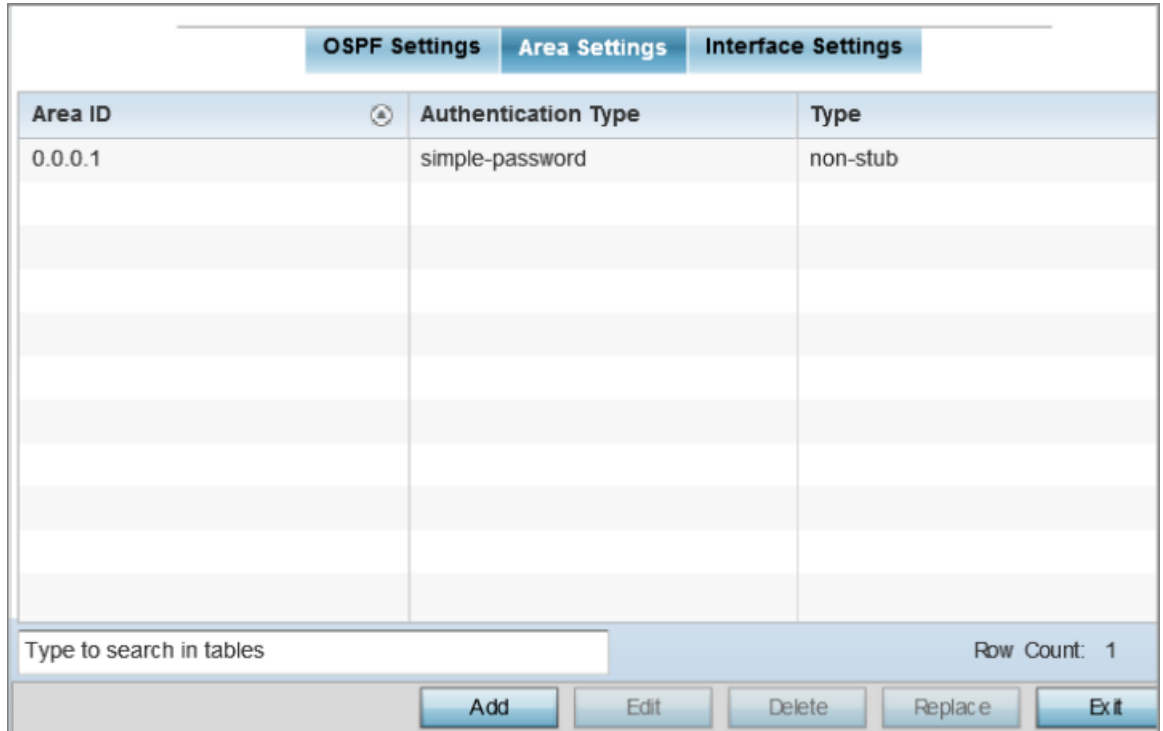 OSPF Settings Area Settings Interface Settings
Area ID Authentication Type Type
0.0.0.1 simple-password non-stub
Type to search in tables Row Count: 1
Add Edit Delete Replace Exit